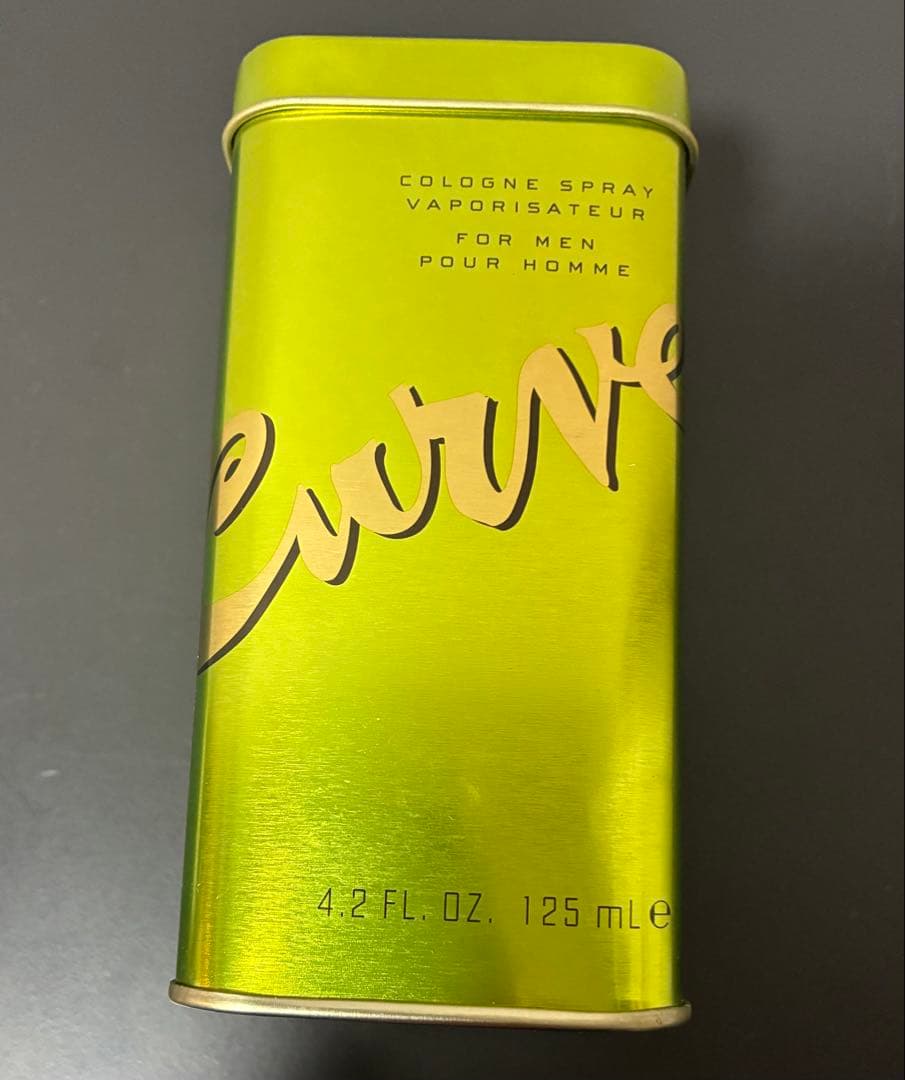 COLOGNE SPRAY
VAPORISATEUR
FOR MEN
POUR HOMME
Curve
4.2 FL. OZ. 125 mL e